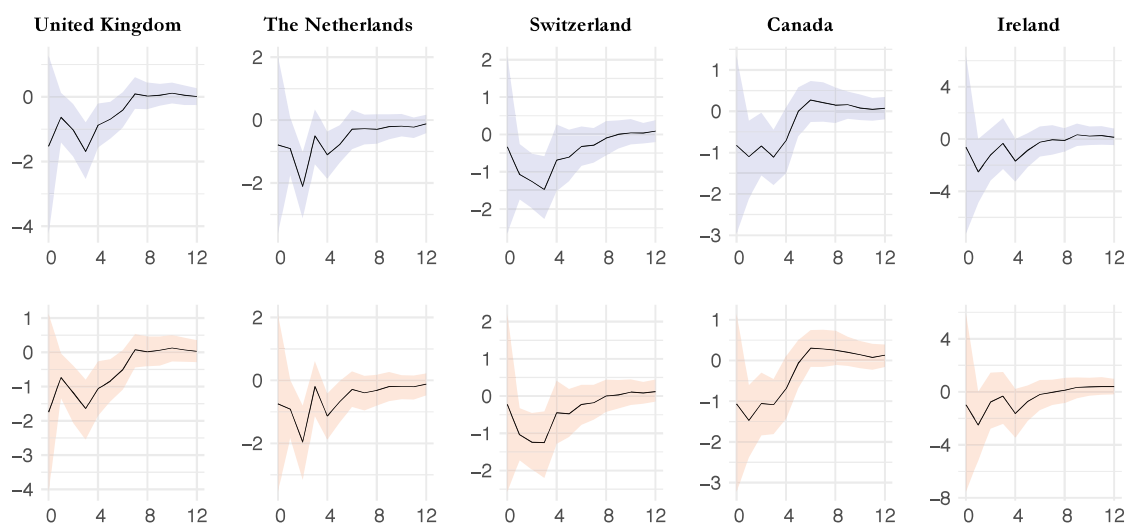 United Kingdom The Netherlands Switzerland Canada Ireland
0 −2 −4 0 4 8 12
2 0 −2 0 4 8 12
2 1 0 −1 −2 0 4 8 12
1 0 −1 −2 −3 0 4 8 12
4 0 −4 0 4 8 12
1 0 −1 −2 −3 −4 0 4 8 12
2 0 −2 0 4 8 12
2 1 0 −1 −2 0 4 8 12
1 0 −1 −2 −3 0 4 8 12
4 0 −4 −8 0 4 8 12